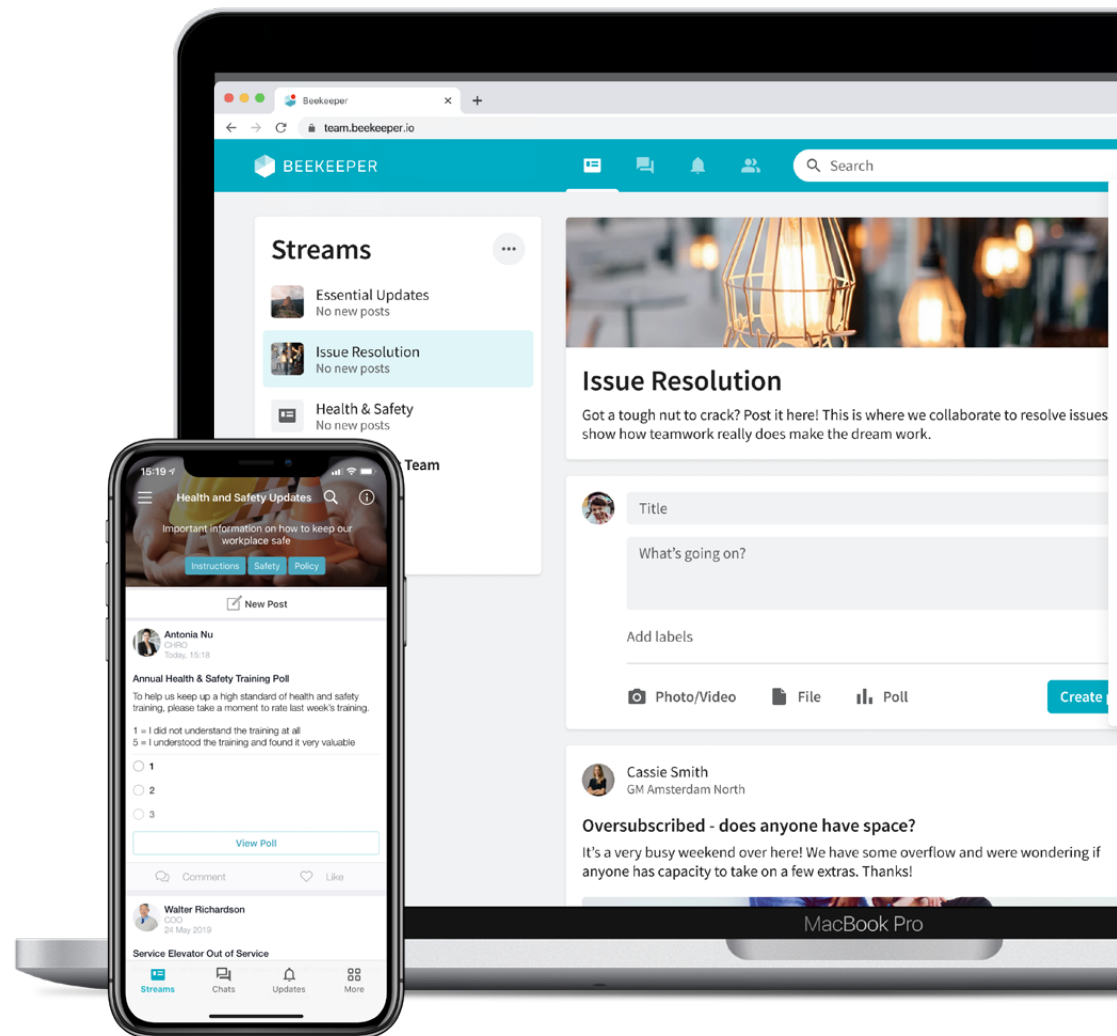 Beekeeper
team.beekeeper.io
BEEKEEPER
Search
Streams
Essential Updates
No new posts
Issue Resolution
No new posts
Health & Safety
No new posts
Team
Issue Resolution
Got a tough nut to crack? Post it here! This is where we collaborate to resolve issues
show how teamwork really does make the dream work.
Title
What's going on?
Add labels
Photo/Video File Poll Create
Cassie Smith
GM Amsterdam North
Oversubscribed - does anyone have space?
It's a very busy weekend over here! We have some overflow and were wondering if
anyone has capacity to take on a few extras. Thanks!
MacBook Pro
15:19
Health and Safety Updates
Important information on how to keep our
workplace safe
Instructions Safety Policy
New Post
Antonia Nu
CHRO
Today, 15:18
Annual Health & Safety Training Poll
To help us keep up a high standard of health and safety
training, please take a moment to rate last week's training.
1 = I did not understand the training at all
5 = I understood the training and found it very valuable
1
2
3
View Poll
Comment Like
Walter Richardson
COO
24 May 2019
Service Elevator Out of Service
Streams Chats Updates More